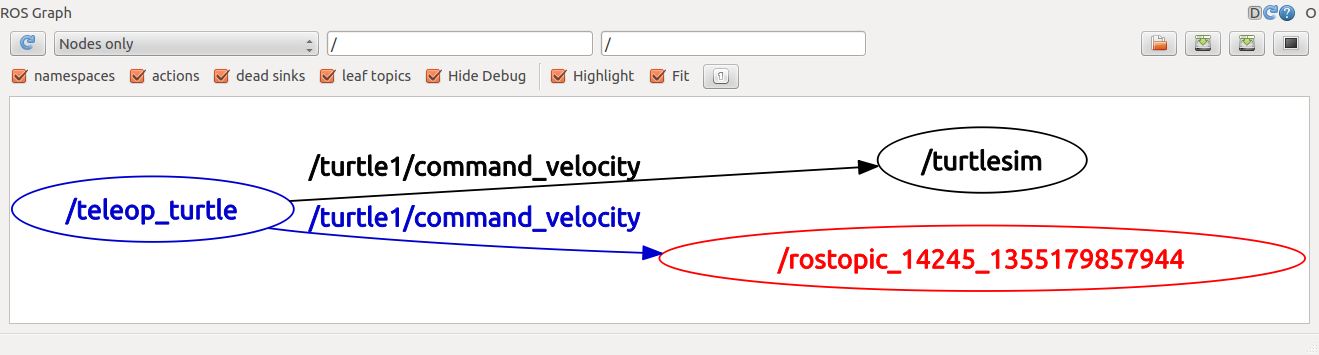 ROS Graph D ? O
Nodes only / /
namespaces actions dead sinks leaf topics Hide Debug Highlight Fit 1
/turtle1/command_velocity /turtlesim
/teleop_turtle /turtle1/command_velocity
/rostopic_14245_1355179857944